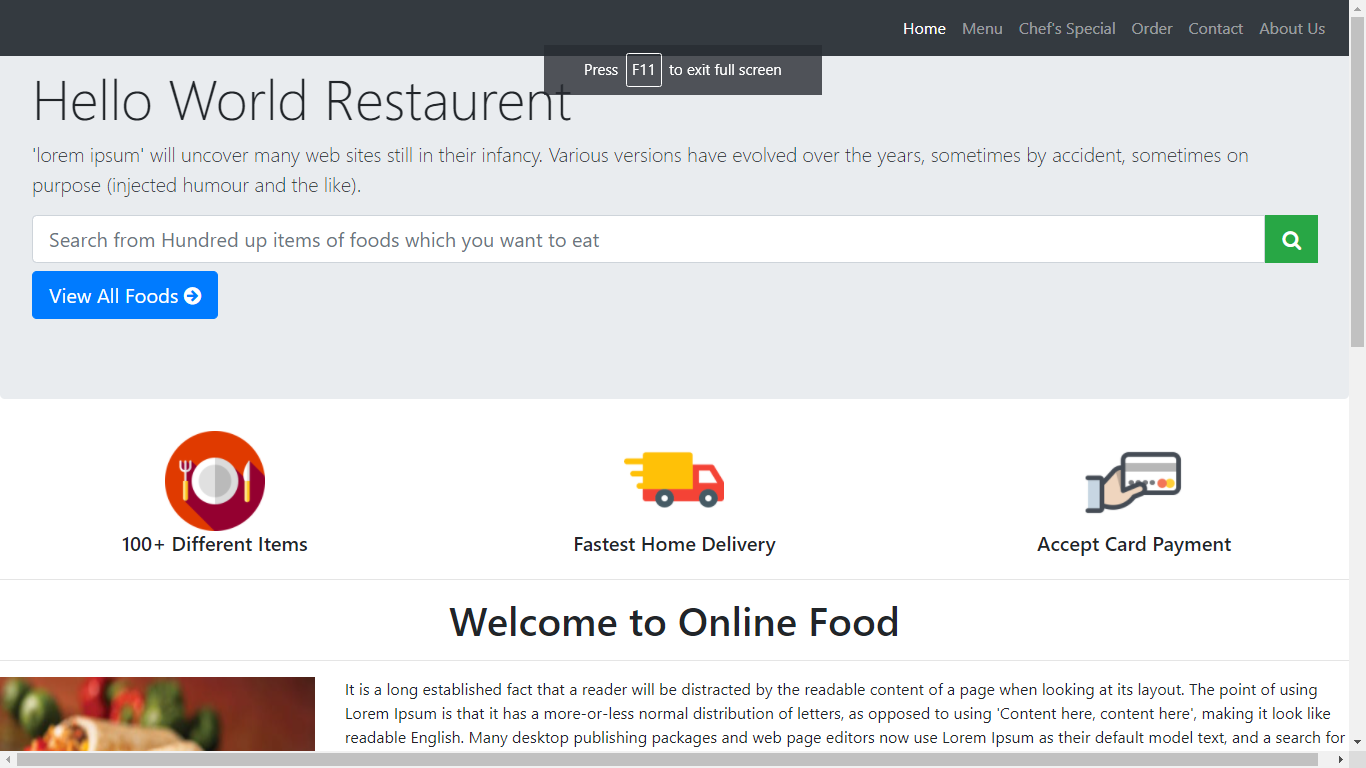 Home Menu Chef's Special Order Contact About Us
Press F11 to exit full screen
Hello World Restaurent
'lorem ipsum' will uncover many web sites still in their infancy. Various versions have evolved over the years, sometimes by accident, sometimes on
purpose (injected humour and the like).
Search from Hundred up items of foods which you want to eat
View All Foods
100+ Different Items
Fastest Home Delivery
Accept Card Payment
Welcome to Online Food
It is a long established fact that a reader will be distracted by the readable content of a page when looking at its layout. The point of using
Lorem Ipsum is that it has a more-or-less normal distribution of letters, as opposed to using 'Content here, content here', making it look like
readable English. Many desktop publishing packages and web page editors now use Lorem Ipsum as their default model text, and a search for